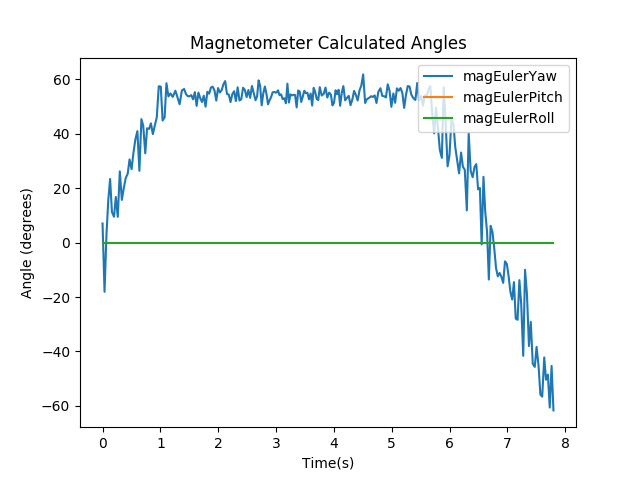 Magnetometer Calculated Angles
magEulerYaw
magEulerPitch
magEulerRoll
Angle (degrees)
60
40
20
0
−20
−40
−60
0 1 2 3 4 5 6 7 8
Time(s)